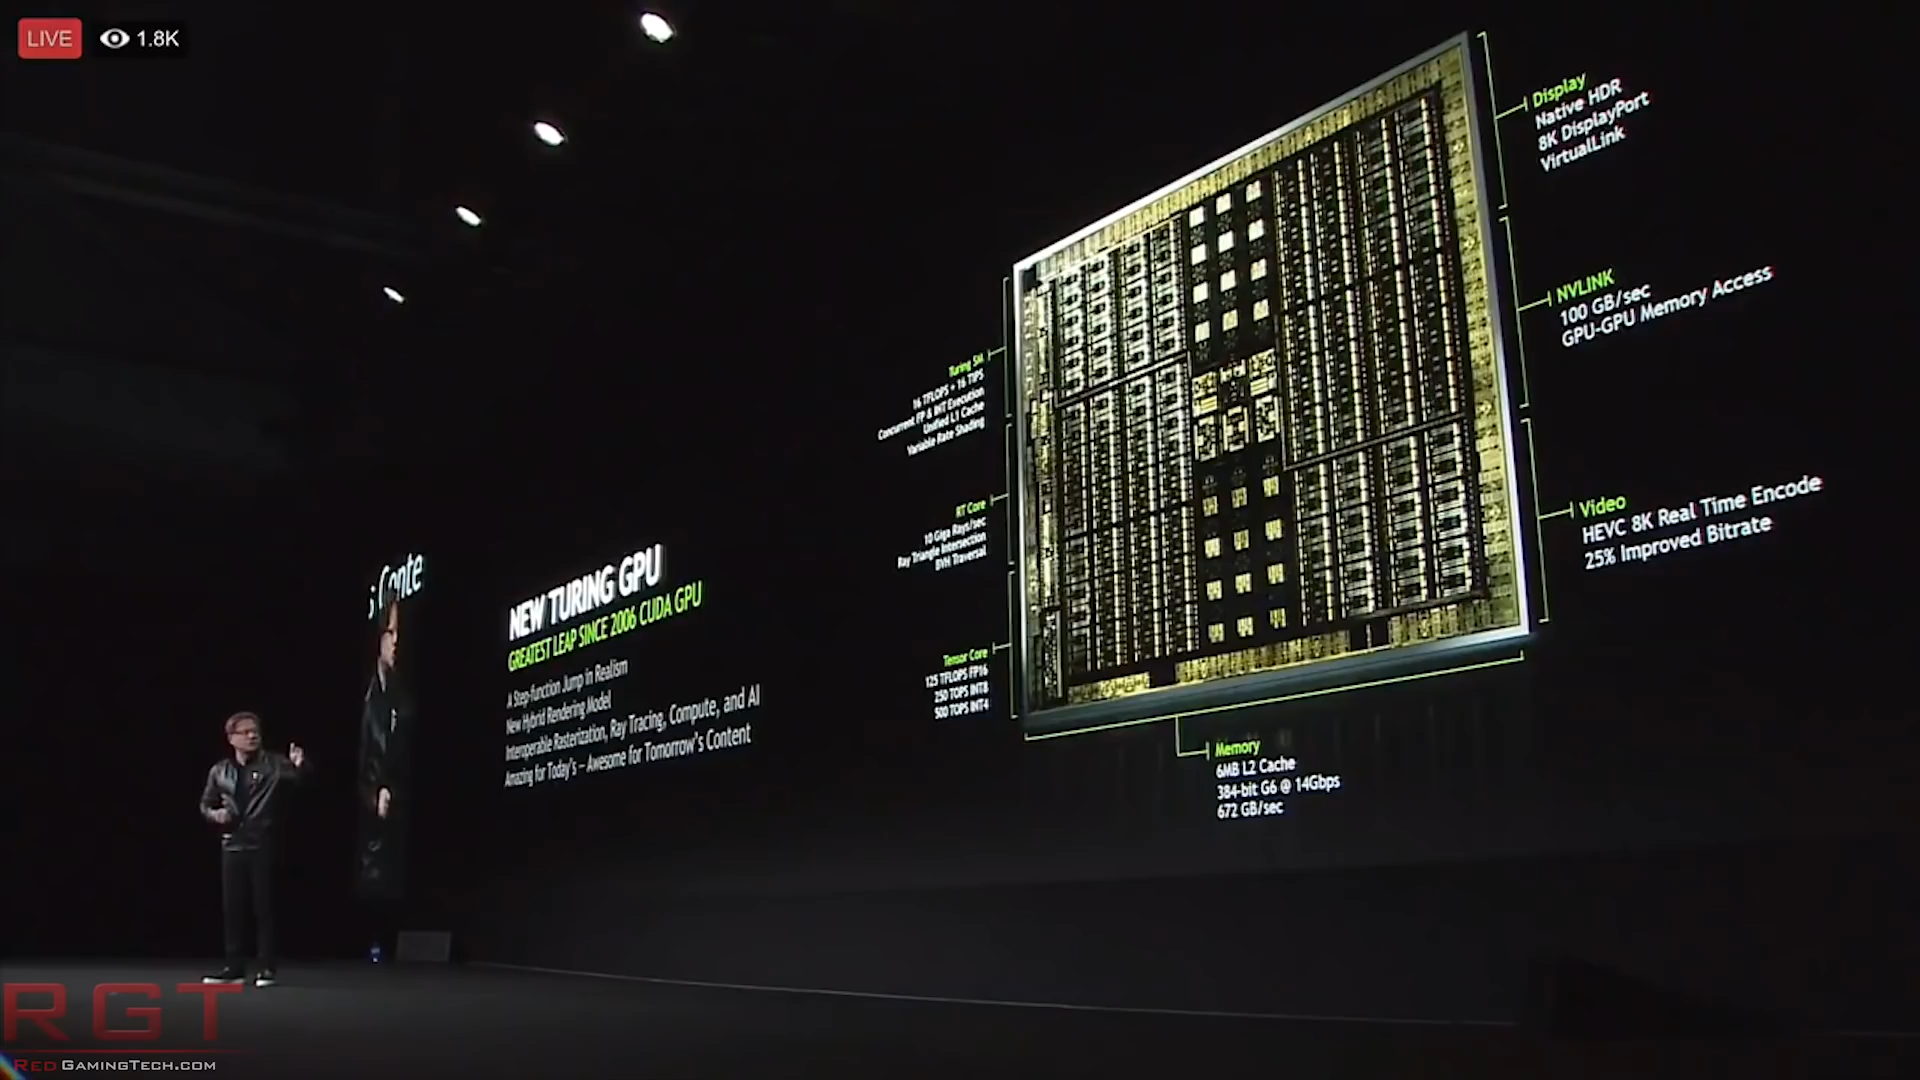 LIVE
1.8K
Display
Native HDR
8K DisplayPort
VirtualLink
NVLINK
100 GB/sec
GPU-GPU Memory Access
Video
HEVC 8K Real Time Encode
25% Improved Bitrate
Turing SM
16 TFLOPS + 16 TIPS
Concurrent FP & INT Execution
Unified L1 Cache
Variable Rate Shading
RT Core
10 Giga Rays/sec
Ray Triangle Intersection
BVH Traversal
Tensor Core
125 TFLOPS FP16
250 TOPS INT8
500 TOPS INT4
Memory
6MB L2 Cache
384-bit G6 @ 14Gbps
672 GB/sec
s Conte
NEW TURING GPU
GREATEST LEAP SINCE 2006 CUDA GPU
A Step-function Jump in Realism
New Hybrid Rendering Model
Interoperable Rasterization, Ray Tracing, Compute, and AI
Amazing for Today's – Awesome for Tomorrow's Content
RGT
REDGAMINGTECH.COM